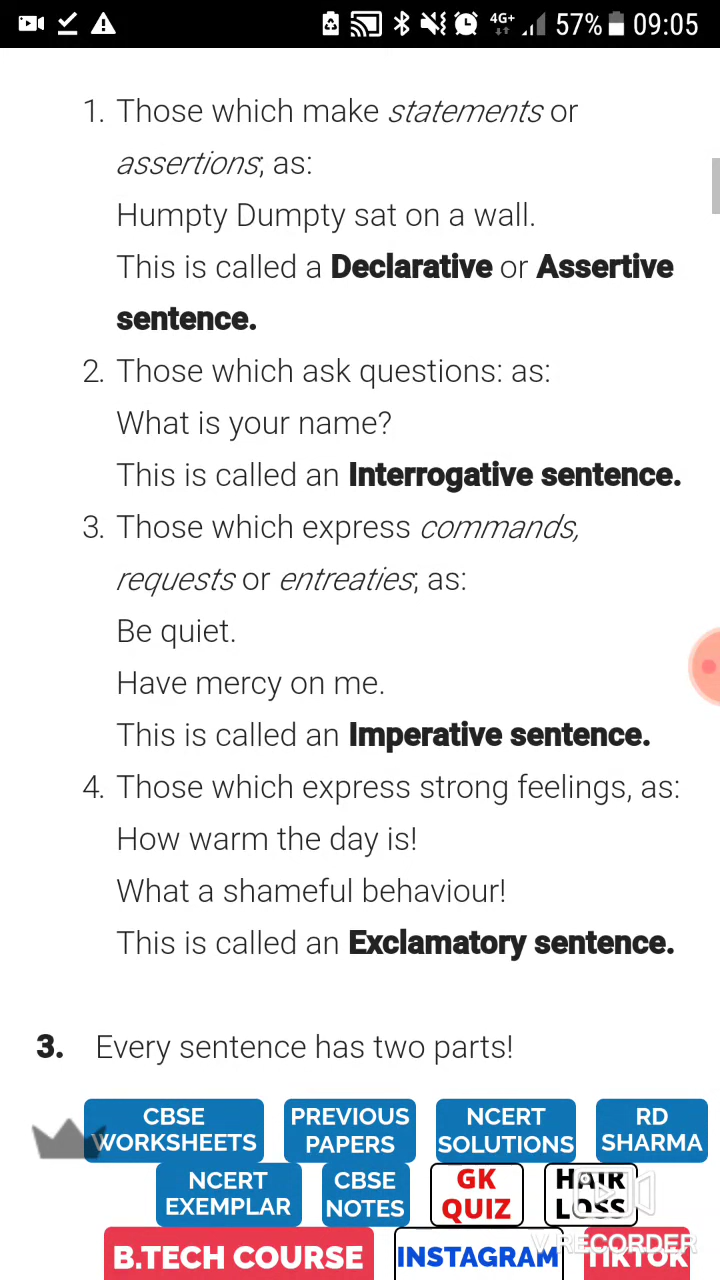 4G+ 57% 09:05
1. Those which make statements or
assertions, as:
Humpty Dumpty sat on a wall.
This is called a Declarative or Assertive
sentence.
2. Those which ask questions: as:
What is your name?
This is called an Interrogative sentence.
3. Those which express commands,
requests or entreaties, as:
Be quiet.
Have mercy on me.
This is called an Imperative sentence.
4. Those which express strong feelings, as:
How warm the day is!
What a shameful behaviour!
This is called an Exclamatory sentence.
3. Every sentence has two parts!
CBSE WORKSHEETS
PREVIOUS PAPERS
NCERT SOLUTIONS
RD SHARMA
NCERT EXEMPLAR
CBSE NOTES
GK QUIZ
HAIR LOSS
V RECORDER
B.TECH COURSE
INSTAGRAM
TIKTOK